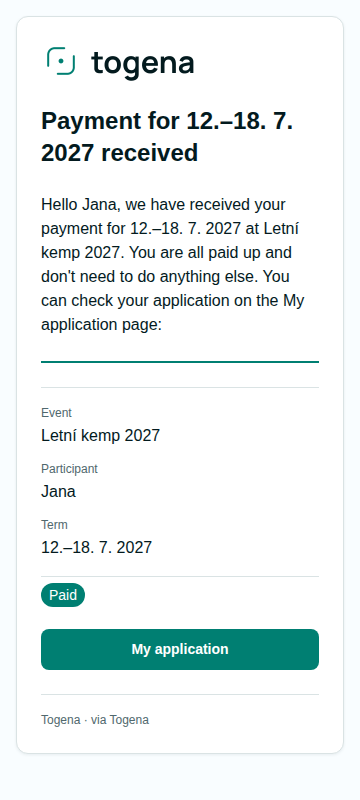 togena
Payment for 12.–18. 7.
2027 received
Hello Jana, we have received your
payment for 12.–18. 7. 2027 at Letní
kemp 2027. You are all paid up and
don't need to do anything else. You
can check your application on the My
application page:
Event
Letní kemp 2027
Participant
Jana
Term
12.–18. 7. 2027
Paid
My application
Togena · via Togena